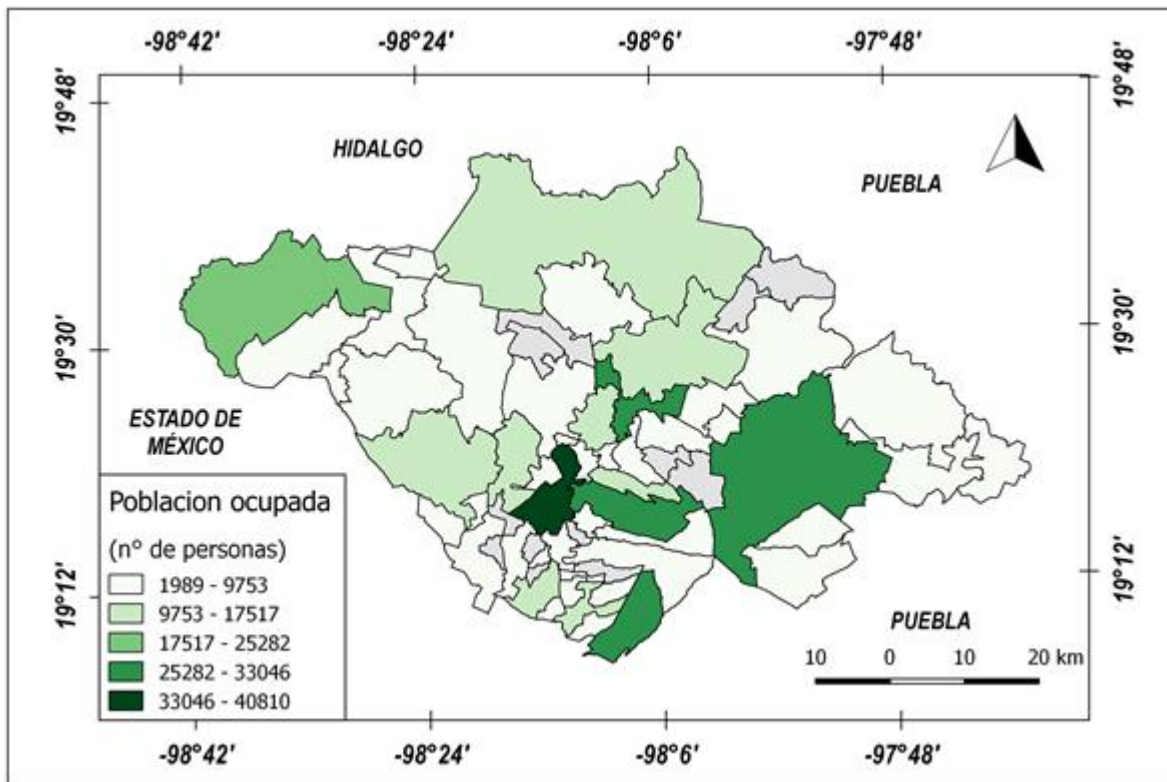 -98°42' -98°24' -98°6' -97°48'
19°48' 19°48'
HIDALGO
PUEBLA
19°30' 19°30'
ESTADO DE
MÉXICO
Poblacion ocupada
(n° de personas)
1989 - 9753
9753 - 17517
17517 - 25282
25282 - 33046
33046 - 40810
19°12' 19°12'
PUEBLA
10 0 10 20 km
-98°42' -98°24' -98°6' -97°48'